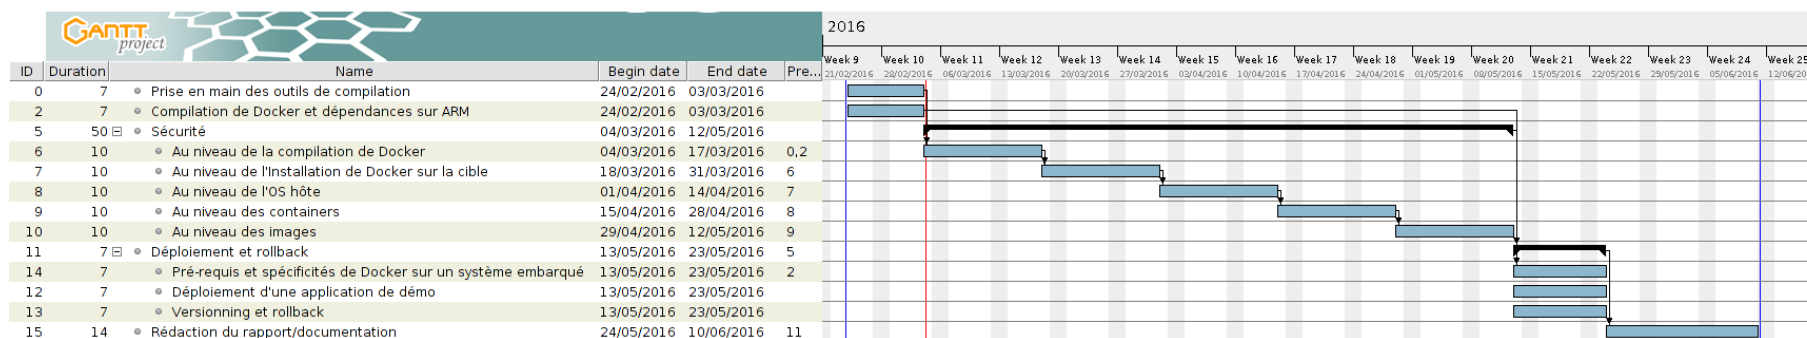 GANTT
project
2016
Week 9 Week 10 Week 11 Week 12 Week 13 Week 14 Week 15 Week 16 Week 17 Week 18 Week 19 Week 20 Week 21 Week 22 Week 23 Week 24 Week 25
ID Duration Name Begin date End date Pre...
21/02/2016 28/02/2016 06/03/2016 13/03/2016 20/03/2016 27/03/2016 03/04/2016 10/04/2016 17/04/2016 24/04/2016 01/05/2016 08/05/2016 15/05/2016 22/05/2016 29/05/2016 05/06/2016 12/06/20
0 7 Prise en main des outils de compilation 24/02/2016 03/03/2016
2 7 Compilation de Docker et dépendances sur ARM 24/02/2016 03/03/2016
5 50 Sécurité 04/03/2016 12/05/2016
6 10 Au niveau de la compilation de Docker 04/03/2016 17/03/2016 0,2
7 10 Au niveau de l'Installation de Docker sur la cible 18/03/2016 31/03/2016 6
8 10 Au niveau de l'OS hôte 01/04/2016 14/04/2016 7
9 10 Au niveau des containers 15/04/2016 28/04/2016 8
10 10 Au niveau des images 29/04/2016 12/05/2016 9
11 7 Déploiement et rollback 13/05/2016 23/05/2016 5
14 7 Pré-requis et spécificités de Docker sur un système embarqué 13/05/2016 23/05/2016 2
12 7 Déploiement d'une application de démo 13/05/2016 23/05/2016
13 7 Versionning et rollback 13/05/2016 23/05/2016
15 14 Rédaction du rapport/documentation 24/05/2016 10/06/2016 11